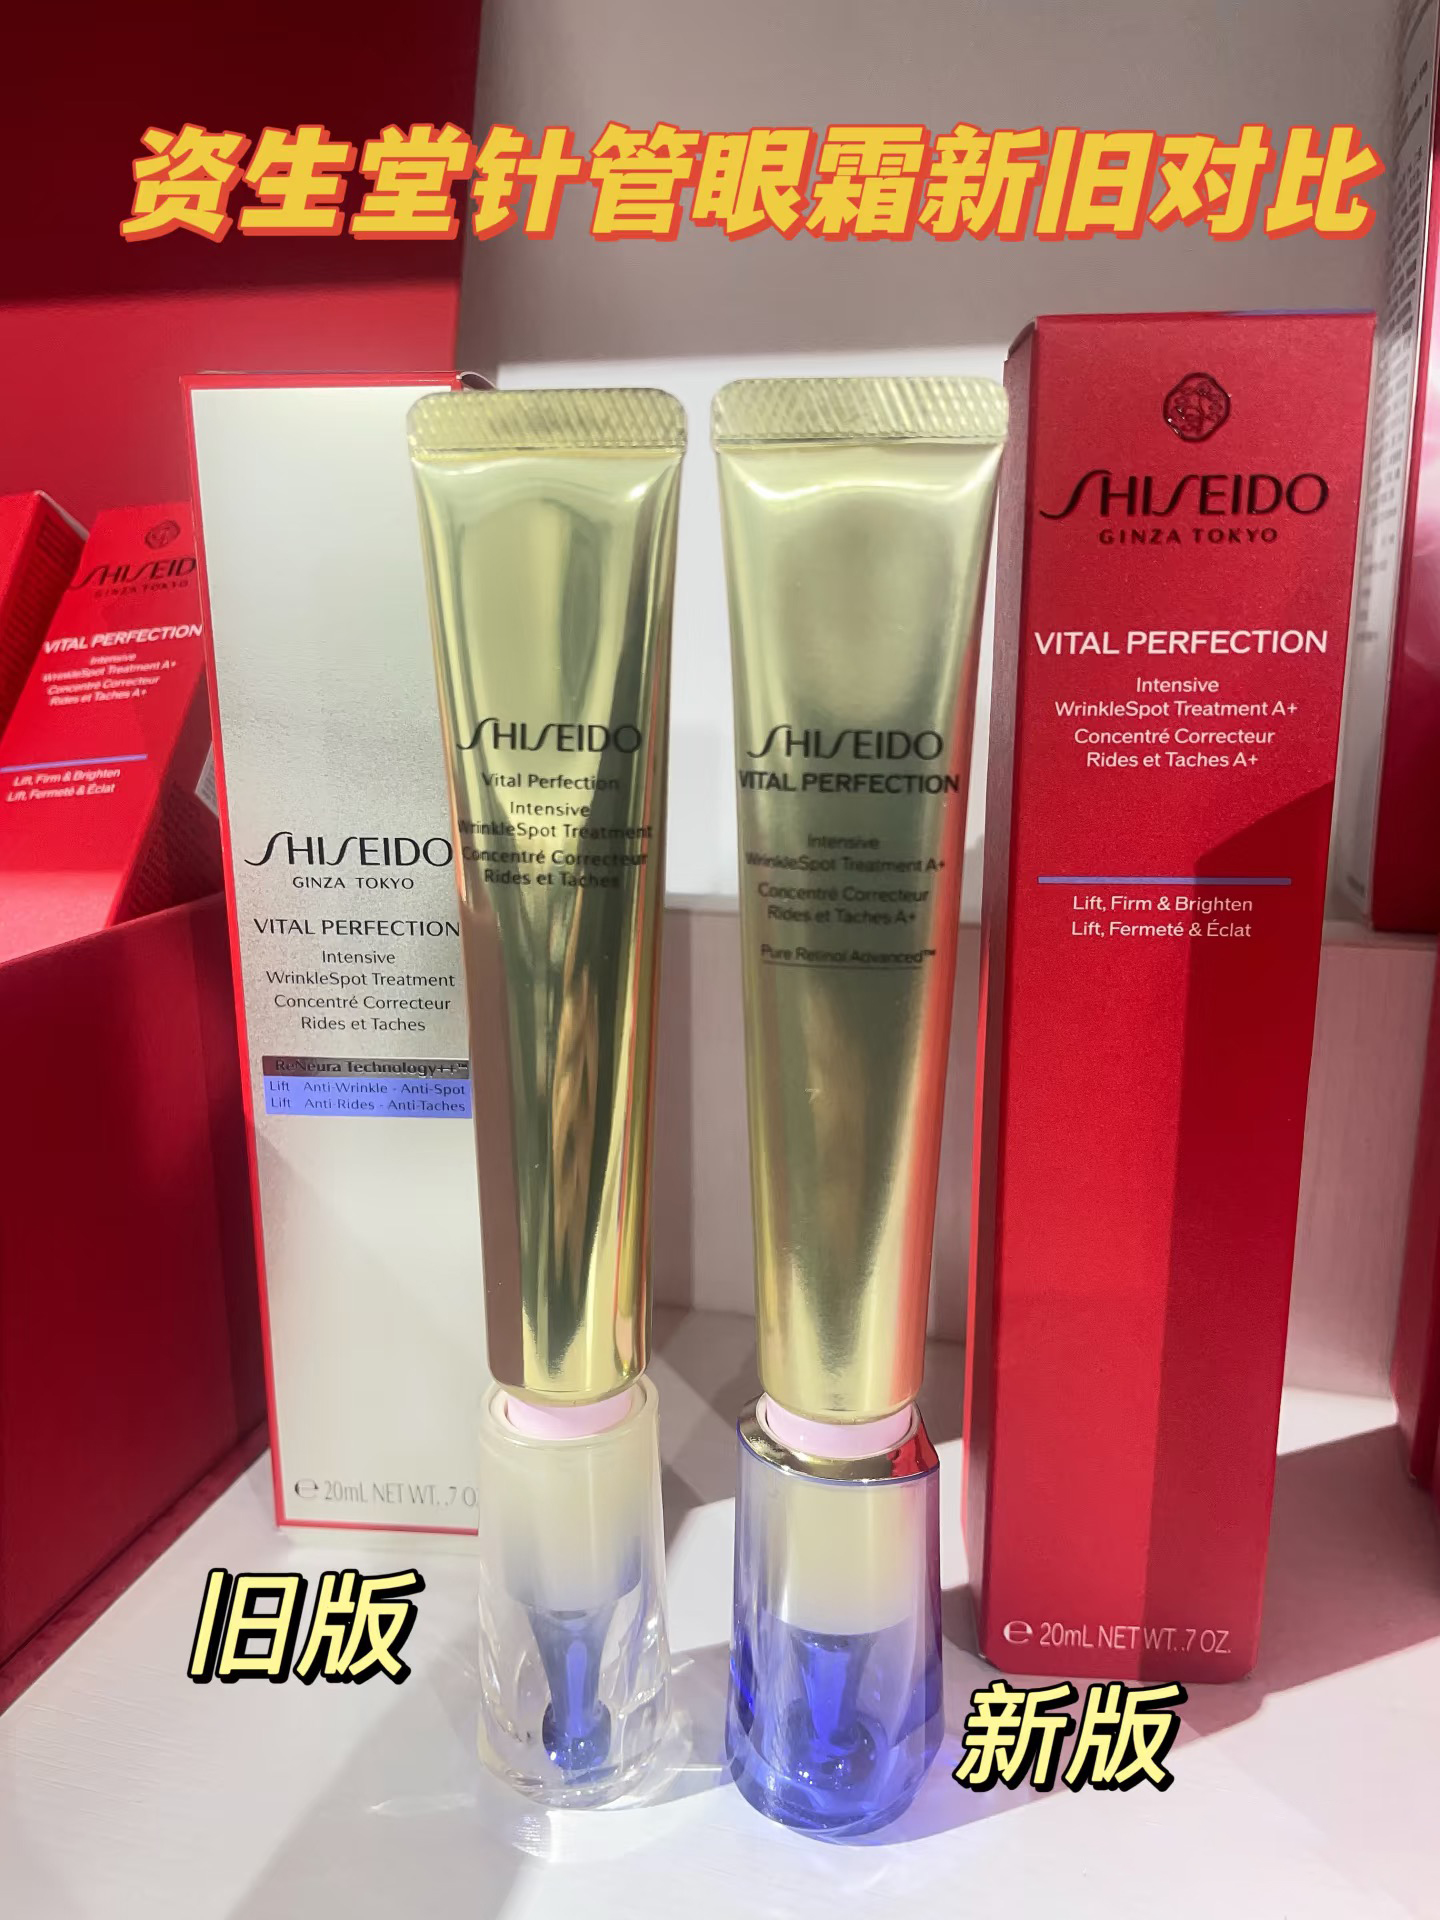 资生堂针管眼霜新旧对比
SHISEIDO
GINZA TOKYO
VITAL PERFECTION
Intensive
WrinkleSpot Treatment A+
Concentré Correcteur
Rides et Taches A+
Lift, Firm & Brighten
Lift, Fermeté & Éclat
SHISEIDO
GINZA TOKYO
VITAL PERFECTION
Intensive
WrinkleSpot Treatment
Concentré Correcteur
Rides et Taches
ReNeura Technology++™
Lift Anti-Wrinkle - Anti-Spot
Lift Anti-Rides - Anti-Taches
℮ 20mL NET WT. .7 O
SHISEIDO
Vital Perfection
Intensive
WrinkleSpot Treatment
Concentré Correcteur
Rides et Taches
SHISEIDO
VITAL PERFECTION
Intensive
WrinkleSpot Treatment A+
Concentré Correcteur
Rides et Taches A+
Pure Retinol Advanced™
SHISEIDO
GINZA TOKYO
VITAL PERFECTION
Intensive
WrinkleSpot Treatment A+
Concentré Correcteur
Rides et Taches A+
Lift, Firm & Brighten
Lift, Fermeté & Éclat
℮ 20mL NET WT. .7 OZ.
旧版
新版